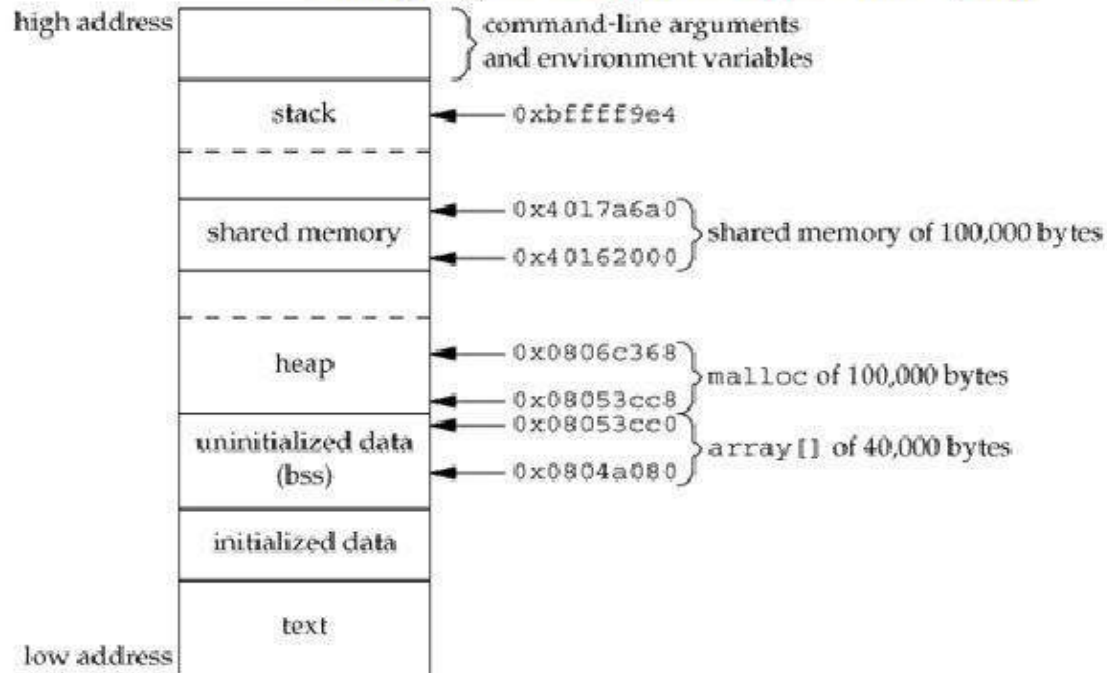 high address
command-line arguments
and environment variables
stack
0xbffff9e4
0x4017a6a0
shared memory
shared memory of 100,000 bytes
0x40162000
0x0806c368
heap
malloc of 100,000 bytes
0x08053cc8
0x08053cc0
uninitialized data
(bss)
array[] of 40,000 bytes
0x0804a080
initialized data
text
low address